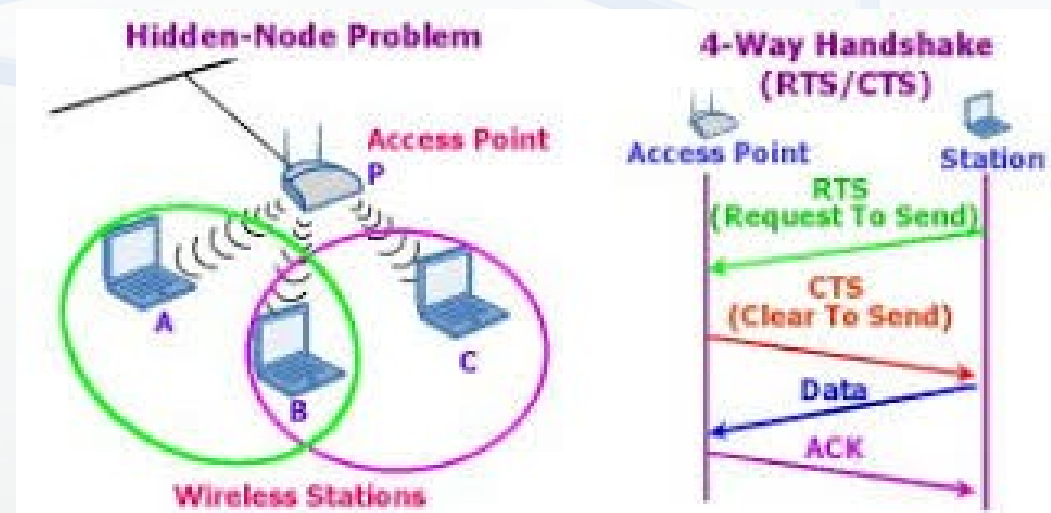 Hidden-Node Problem
Access Point
P
A
B
C
Wireless Stations
4-Way Handshake
(RTS/CTS)
Access Point
Station
RTS
(Request To Send)
CTS
(Clear To Send)
Data
ACK